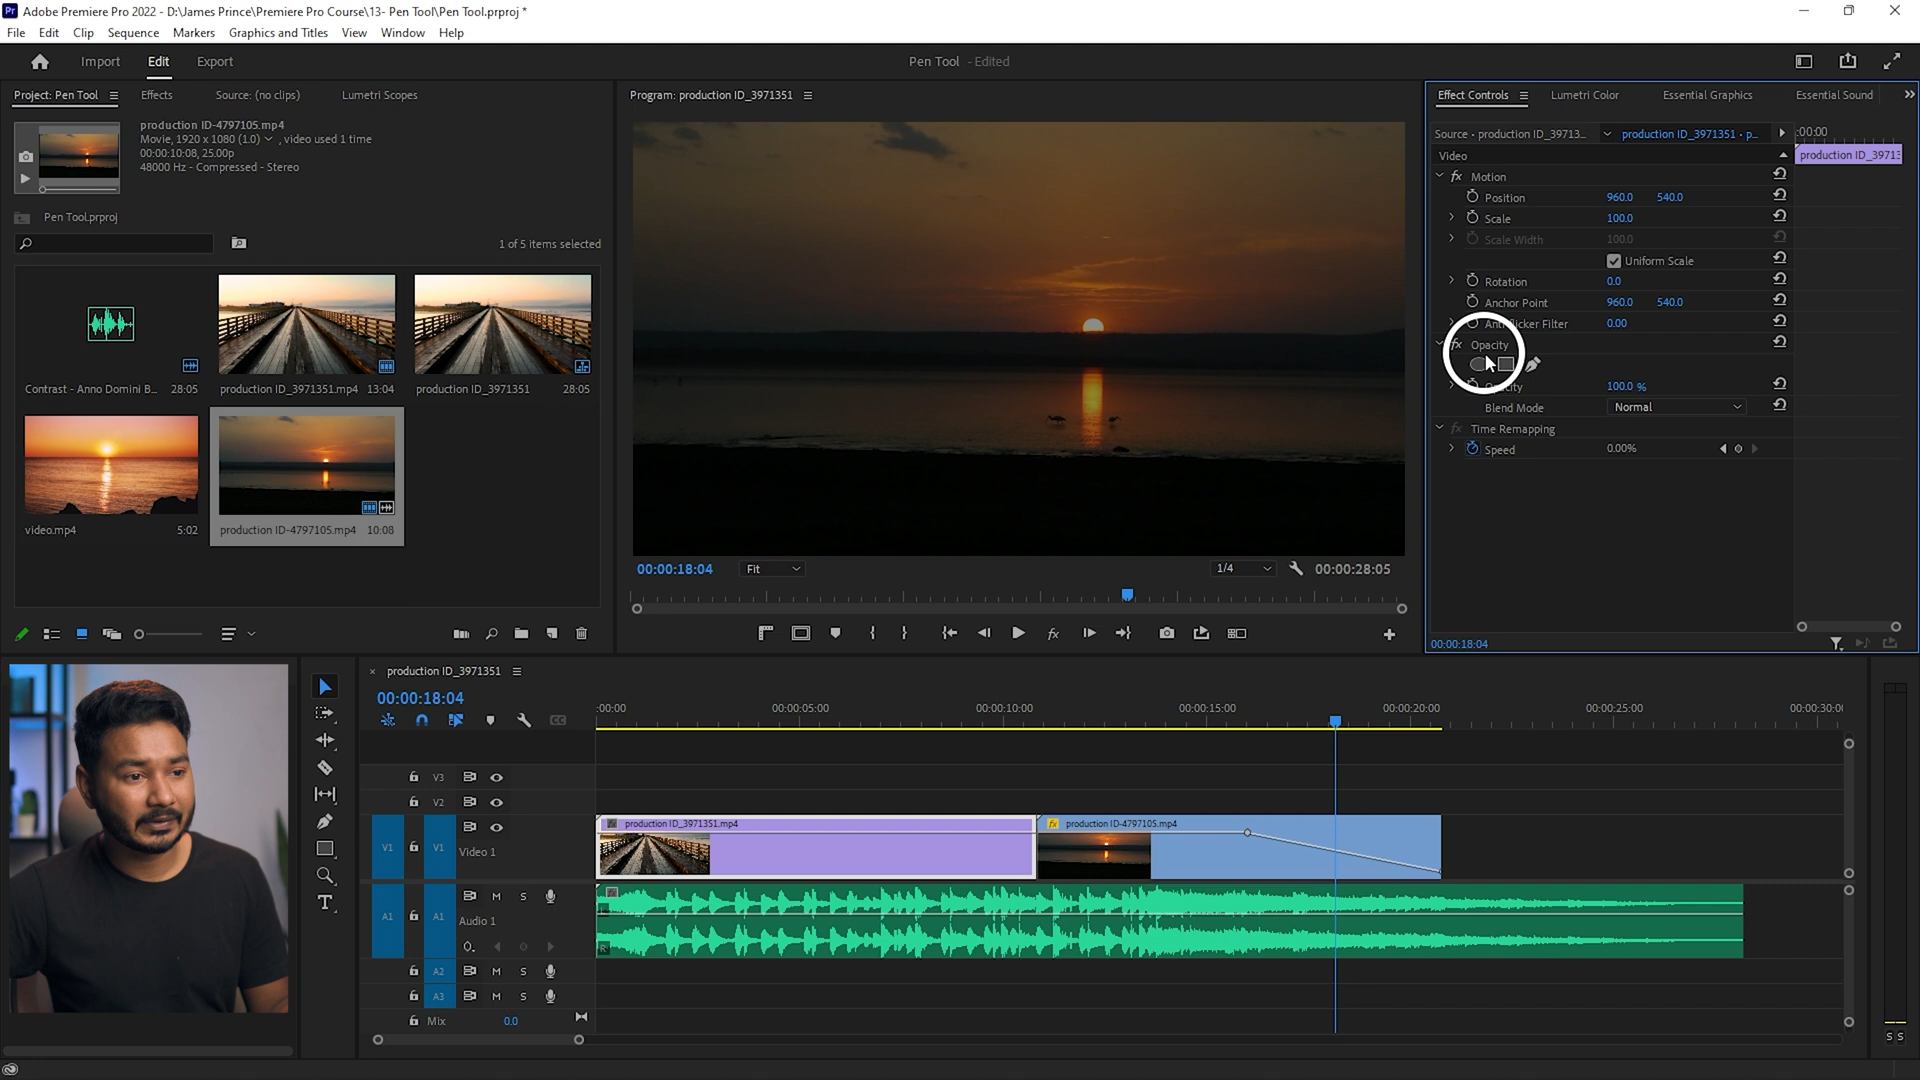 Pr Adobe Premiere Pro 2022 - D:\James Prince\Premiere Pro Course\13- Pen Tool\Pen Tool.prproj *
File Edit Clip Sequence Markers Graphics and Titles View Window Help
Import Edit Export
Pen Tool - Edited
Project: Pen Tool Effects Source: (no clips) Lumetri Scopes
production ID-4797105.mp4
Movie, 1920 x 1080 (1.0) , video used 1 time
00:00:10:08, 25.00p
48000 Hz - Compressed - Stereo
Pen Tool.prproj
1 of 5 items selected
Contrast - Anno Domini B... 28:05
production ID_3971351.mp4 13:04
production ID_3971351 28:05
video.mp4 5:02
production ID-4797105.mp4 10:08
Program: production ID_3971351
00:00:18:04 Fit 1/4 00:00:28:05
Effect Controls Lumetri Color Essential Graphics Essential Sound
Source - production ID_39713... production ID_3971351 - p... :00:00
Video production ID_39713
fx Motion
Position 960.0 540.0
Scale 100.0
Scale Width 100.0
Uniform Scale
Rotation 0.0
Anchor Point 960.0 540.0
Anti-flicker Filter 0.00
fx Opacity
Opacity 100.0 %
Blend Mode Normal
fx Time Remapping
Speed 0.00%
00:00:18:04
production ID_3971351
00:00:18:04
:00:00 00:00:05:00 00:00:10:00 00:00:15:00 00:00:20:00 00:00:25:00 00:00:30:0
V3
V2
fx production ID_3971351.mp4 fx production ID-4797105.mp4
V1 V1 Video 1
A1 A1 M S
Audio 1
L
R
A2 M S
A3 M S
Mix 0.0
S S